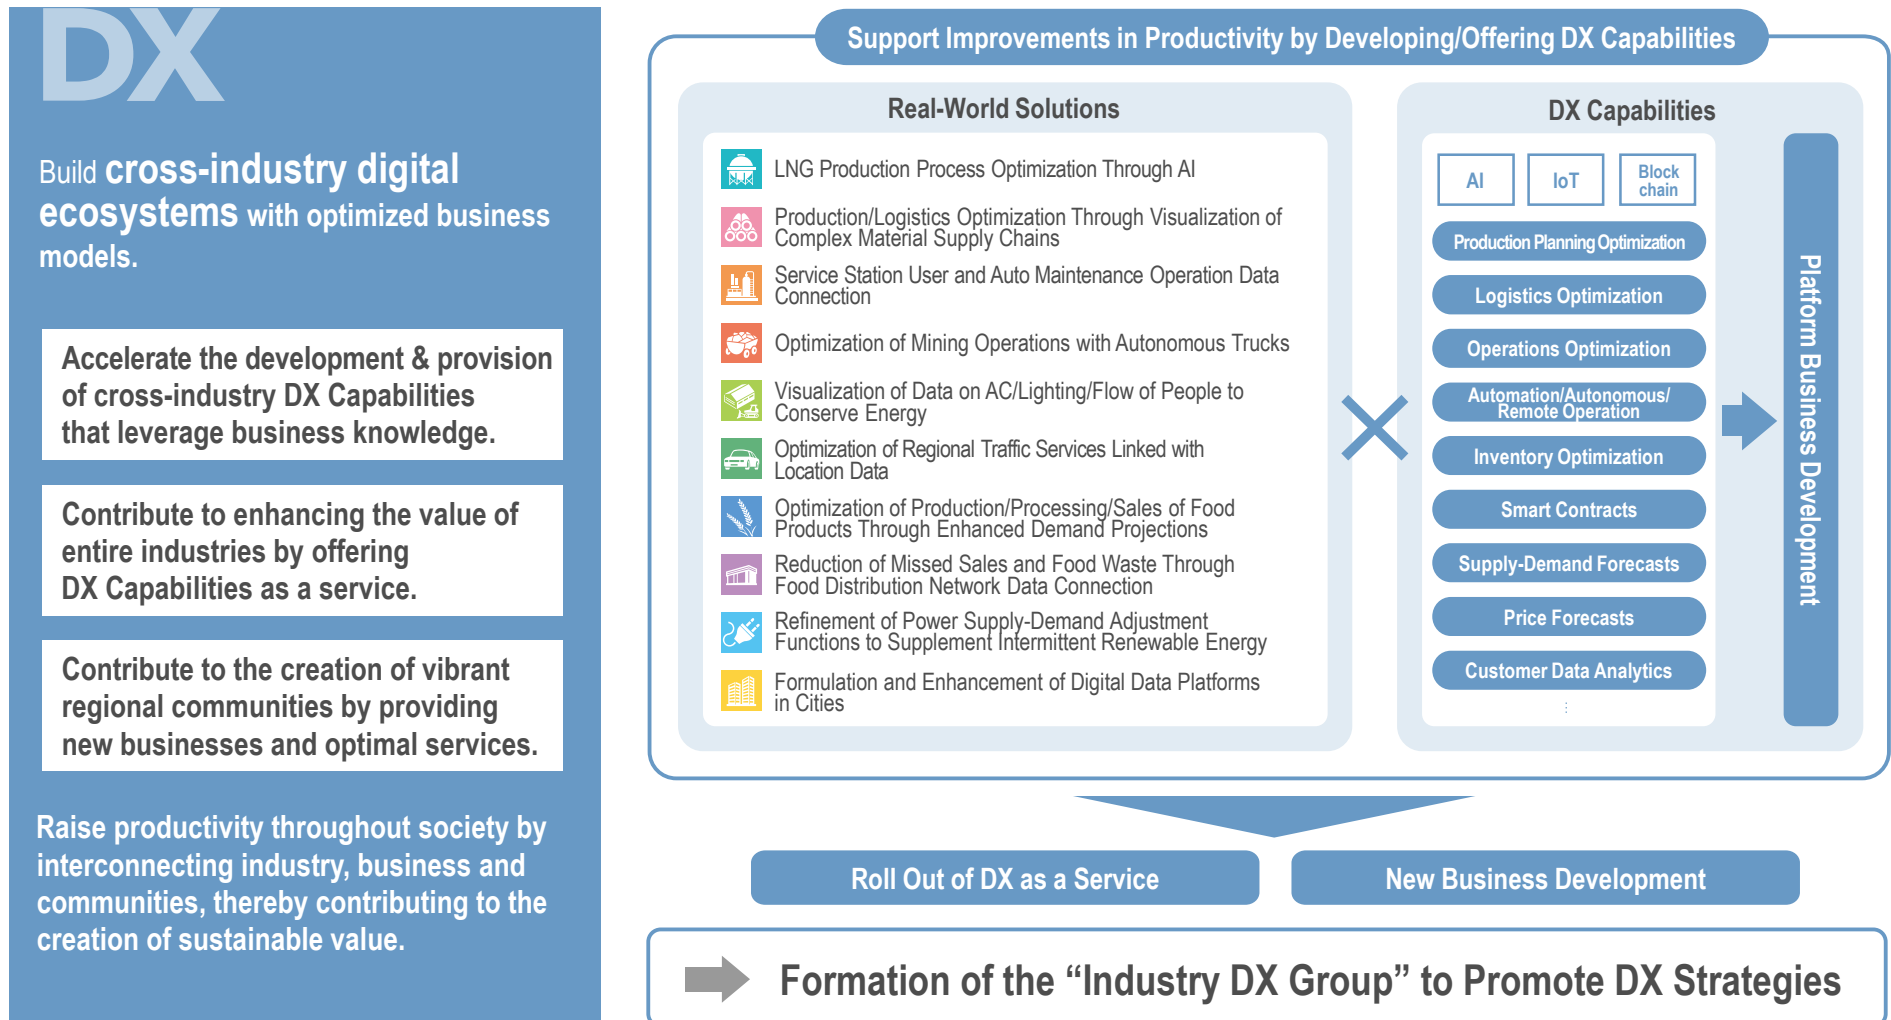 DX
Build cross-industry digital
ecosystems with optimized business
models.
Accelerate the development & provision
of cross-industry DX Capabilities
that leverage business knowledge.
Contribute to enhancing the value of
entire industries by offering
DX Capabilities as a service.
Contribute to the creation of vibrant
regional communities by providing
new businesses and optimal services.
Raise productivity throughout society by
interconnecting industry, business and
communities, thereby contributing to the
creation of sustainable value.
Support Improvements in Productivity by Developing/Offering DX Capabilities
Real-World Solutions
LNG Production Process Optimization Through AI
Production/Logistics Optimization Through Visualization of
Complex Material Supply Chains
Service Station User and Auto Maintenance Operation Data
Connection
Optimization of Mining Operations with Autonomous Trucks
Visualization of Data on AC/Lighting/Flow of People to
Conserve Energy
Optimization of Regional Traffic Services Linked with
Location Data
Optimization of Production/Processing/Sales of Food
Products Through Enhanced Demand Projections
Reduction of Missed Sales and Food Waste Through
Food Distribution Network Data Connection
Refinement of Power Supply-Demand Adjustment
Functions to Supplement Intermittent Renewable Energy
Formulation and Enhancement of Digital Data Platforms
in Cities
DX Capabilities
AI
IoT
Block
chain
Production Planning Optimization
Logistics Optimization
Operations Optimization
Automation/Autonomous/
Remote Operation
Inventory Optimization
Smart Contracts
Supply-Demand Forecasts
Price Forecasts
Customer Data Analytics
⋮
Platform Business Development
Roll Out of DX as a Service
New Business Development
Formation of the “Industry DX Group” to Promote DX Strategies